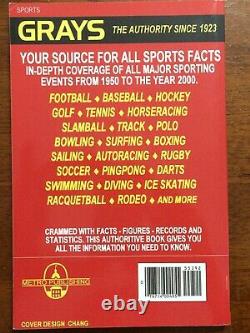 SPORTS
GRAYS THE AUTHORITY SINCE 1923
YOUR SOURCE FOR ALL SPORTS FACTS
IN-DEPTH COVERAGE OF ALL MAJOR SPORTING
EVENTS FROM 1950 TO THE YEAR 2000.
FOOTBALL ♦ BASEBALL ♦ HOCKEY
GOLF ♦ TENNIS ♦ HORSERACING
SLAMBALL ♦ TRACK ♦ POLO
BOWLING ♦ SURFING ♦ BOXING
SAILING ♦ AUTORACING ♦ RUGBY
SOCCER ♦ PINGPONG ♦ DARTS
SWIMMING ♦ DIVING ♦ ICE SKATING
RACQUETBALL ♦ RODEO ♦ AND MORE
CRAMMED WITH FACTS - FIGURES - RECORDS AND
STATISTICS. THIS AUTHORITIVE BOOK GIVES YOU
ALL THE INFORMATION YOU NEED TO KNOW.
METRO PUBLISHING
COVER DESIGN CHANG